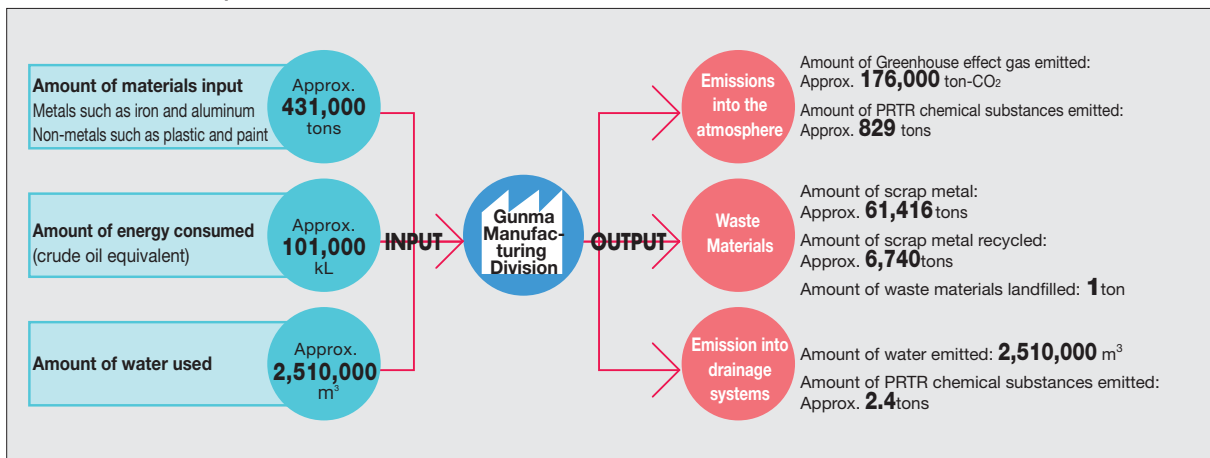 Amount of materials input
Metals such as iron and aluminum
Non-metals such as plastic and paint
Approx.
431,000
tons
Amount of energy consumed
(crude oil equivalent)
Approx.
101,000
kL
Amount of water used
Approx.
2,510,000
m³
INPUT
Gunma
Manufac-
turing
Division
OUTPUT
Emissions
into the
atmosphere
Amount of Greenhouse effect gas emitted:
Approx. 176,000 ton-CO₂
Amount of PRTR chemical substances emitted:
Approx. 829 tons
Waste
Materials
Amount of scrap metal:
Approx. 61,416 tons
Amount of scrap metal recycled:
Approx. 6,740tons
Amount of waste materials landfilled: 1 ton
Emission into
drainage
systems
Amount of water emitted: 2,510,000 m³
Amount of PRTR chemical substances emitted:
Approx. 2.4tons